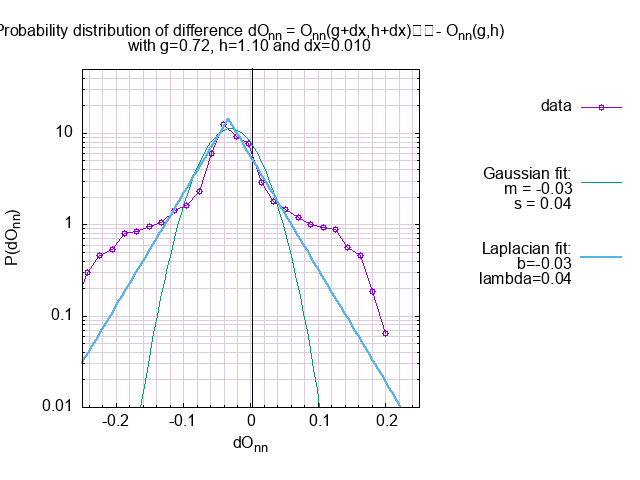 Probability distribution of difference dOnn = Onn(g+dx,h+dx) - Onn(g,h)
with g=0.72, h=1.10 and dx=0.010
data
Gaussian fit:
m = -0.03
s = 0.04
Laplacian fit:
b=-0.03
lambda=0.04
P(dOnn)
10
1
0.1
0.01
-0.2 -0.1 0 0.1 0.2
dOnn